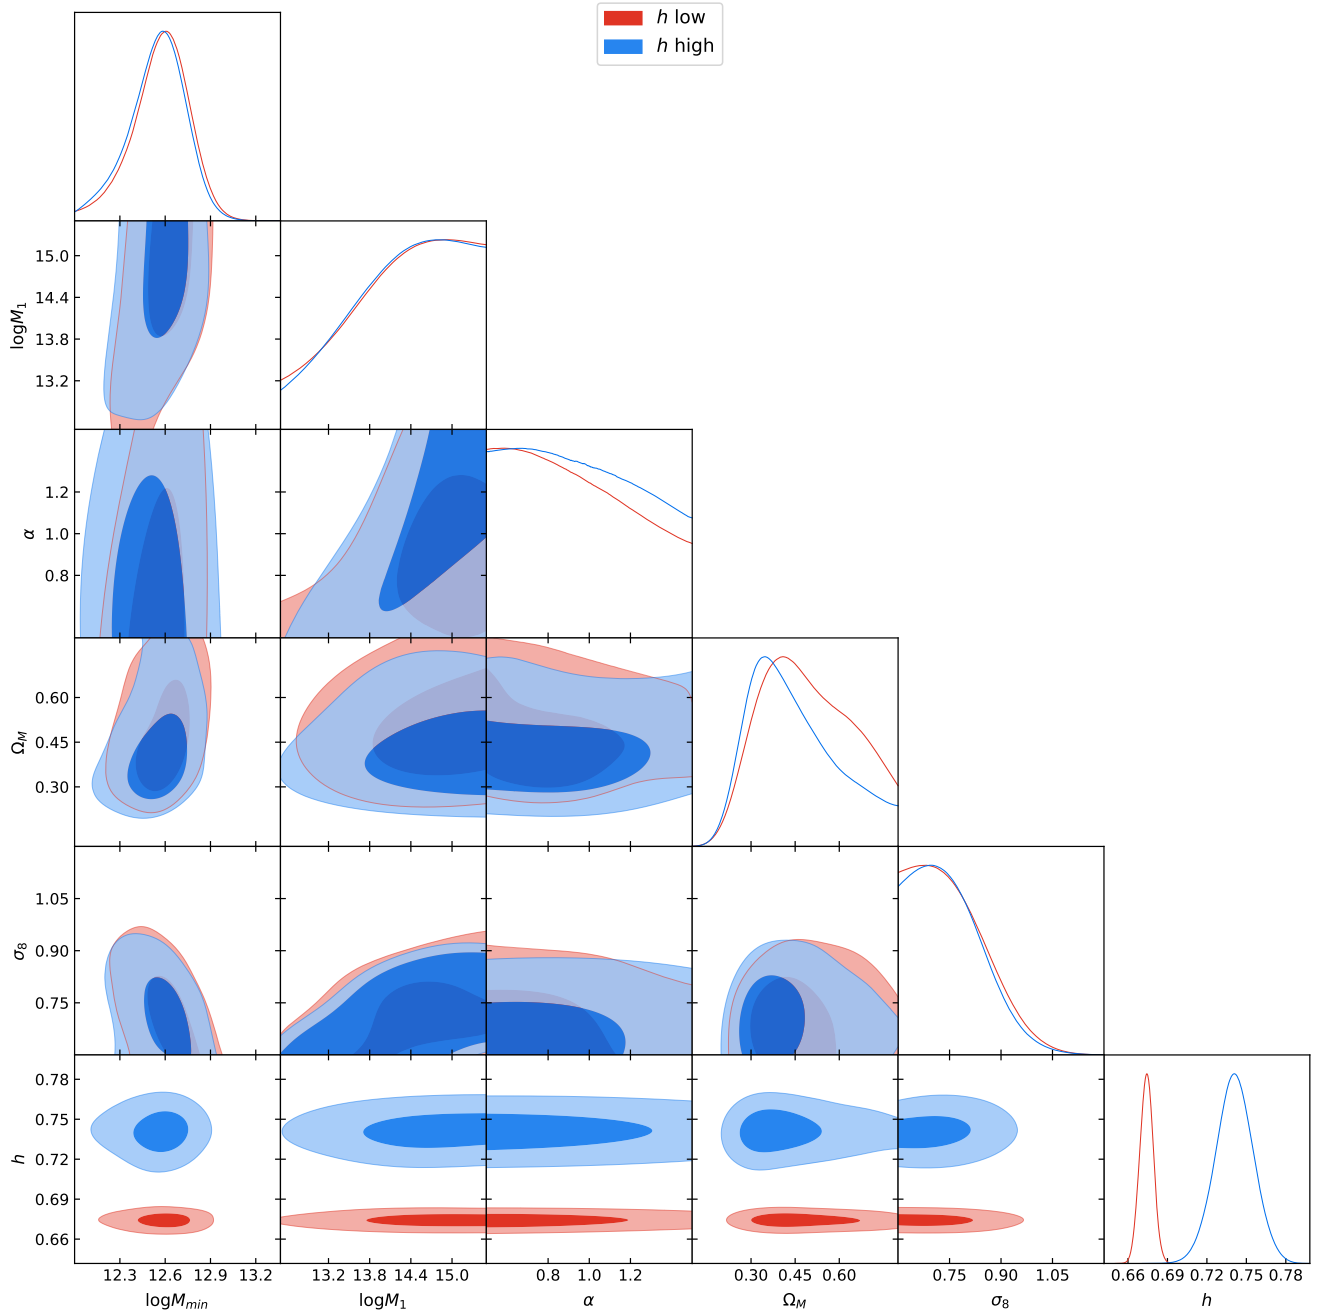 h low
h high
15.0
14.4
13.8
13.2
logM₁
1.2
1.0
0.8
α
0.60
0.45
0.30
Ω_M
1.05
0.90
0.75
σ₈
0.78
0.75
0.72
0.69
0.66
h
12.3 12.6 12.9 13.2
13.2 13.8 14.4 15.0
0.8 1.0 1.2
0.30 0.45 0.60
0.75 0.90 1.05
0.66 0.69 0.72 0.75 0.78
logM_min
logM₁
α
Ω_M
σ₈
h